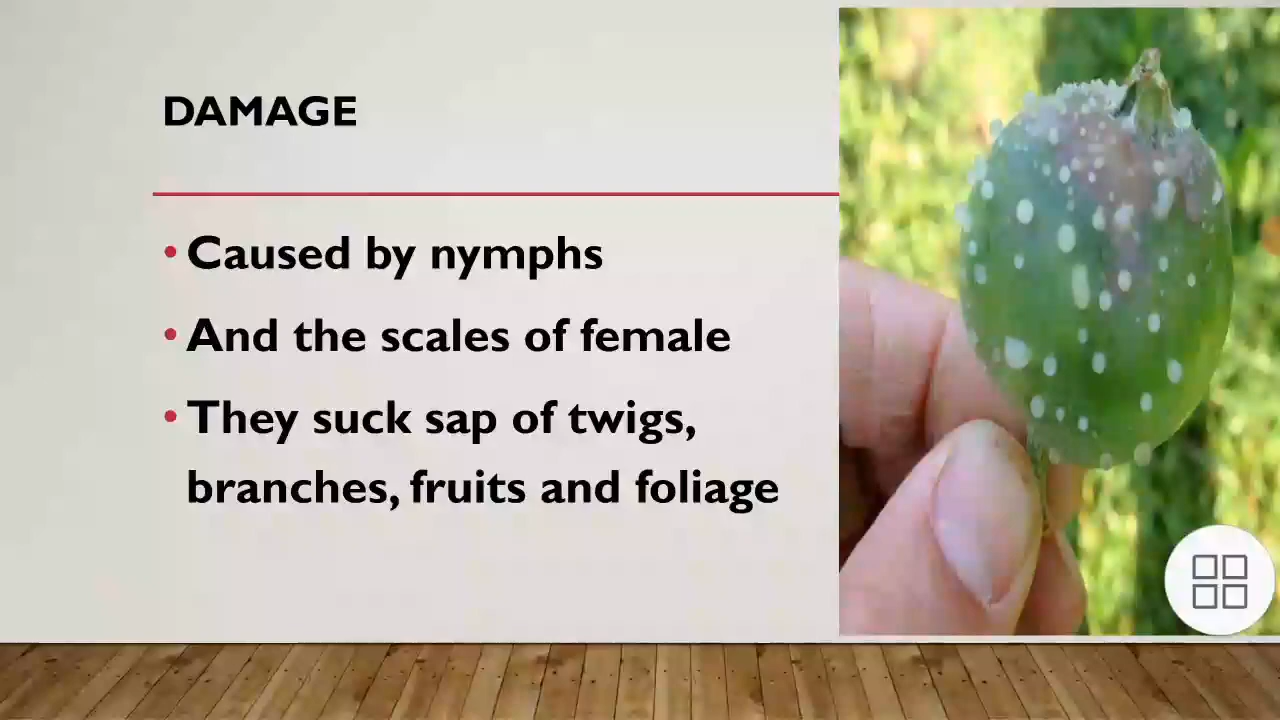 DAMAGE
• Caused by nymphs
• And the scales of female
• They suck sap of twigs,
branches, fruits and foliage